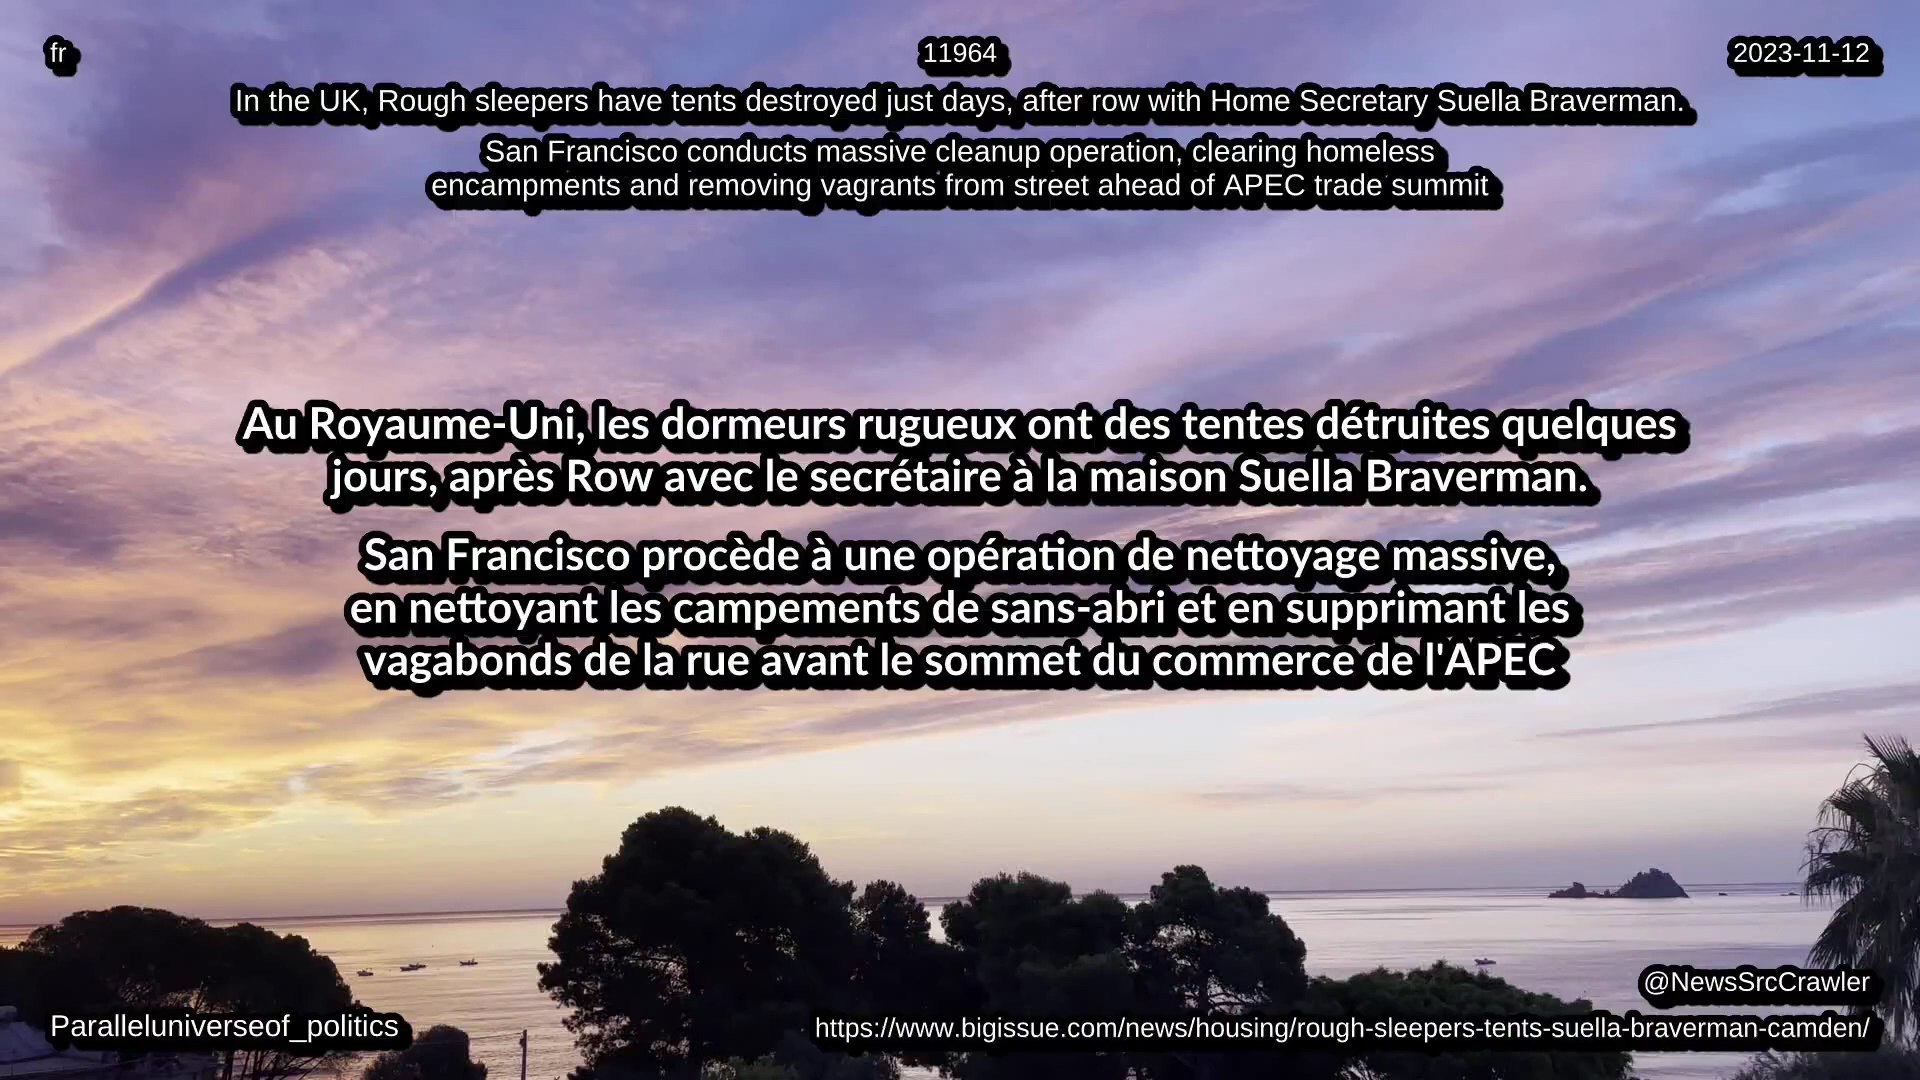 fr
11964
2023-11-12
In the UK, Rough sleepers have tents destroyed just days, after row with Home Secretary Suella Braverman.
San Francisco conducts massive cleanup operation, clearing homeless
encampments and removing vagrants from street ahead of APEC trade summit
Au Royaume-Uni, les dormeurs rugueux ont des tentes détruites quelques
jours, après Row avec le secrétaire à la maison Suella Braverman.
San Francisco procède à une opération de nettoyage massive,
en nettoyant les campements de sans-abri et en supprimant les
vagabonds de la rue avant le sommet du commerce de l'APEC
@NewsSrcCrawler
Paralleluniverseof_politics
https://www.bigissue.com/news/housing/rough-sleepers-tents-suella-braverman-camden/